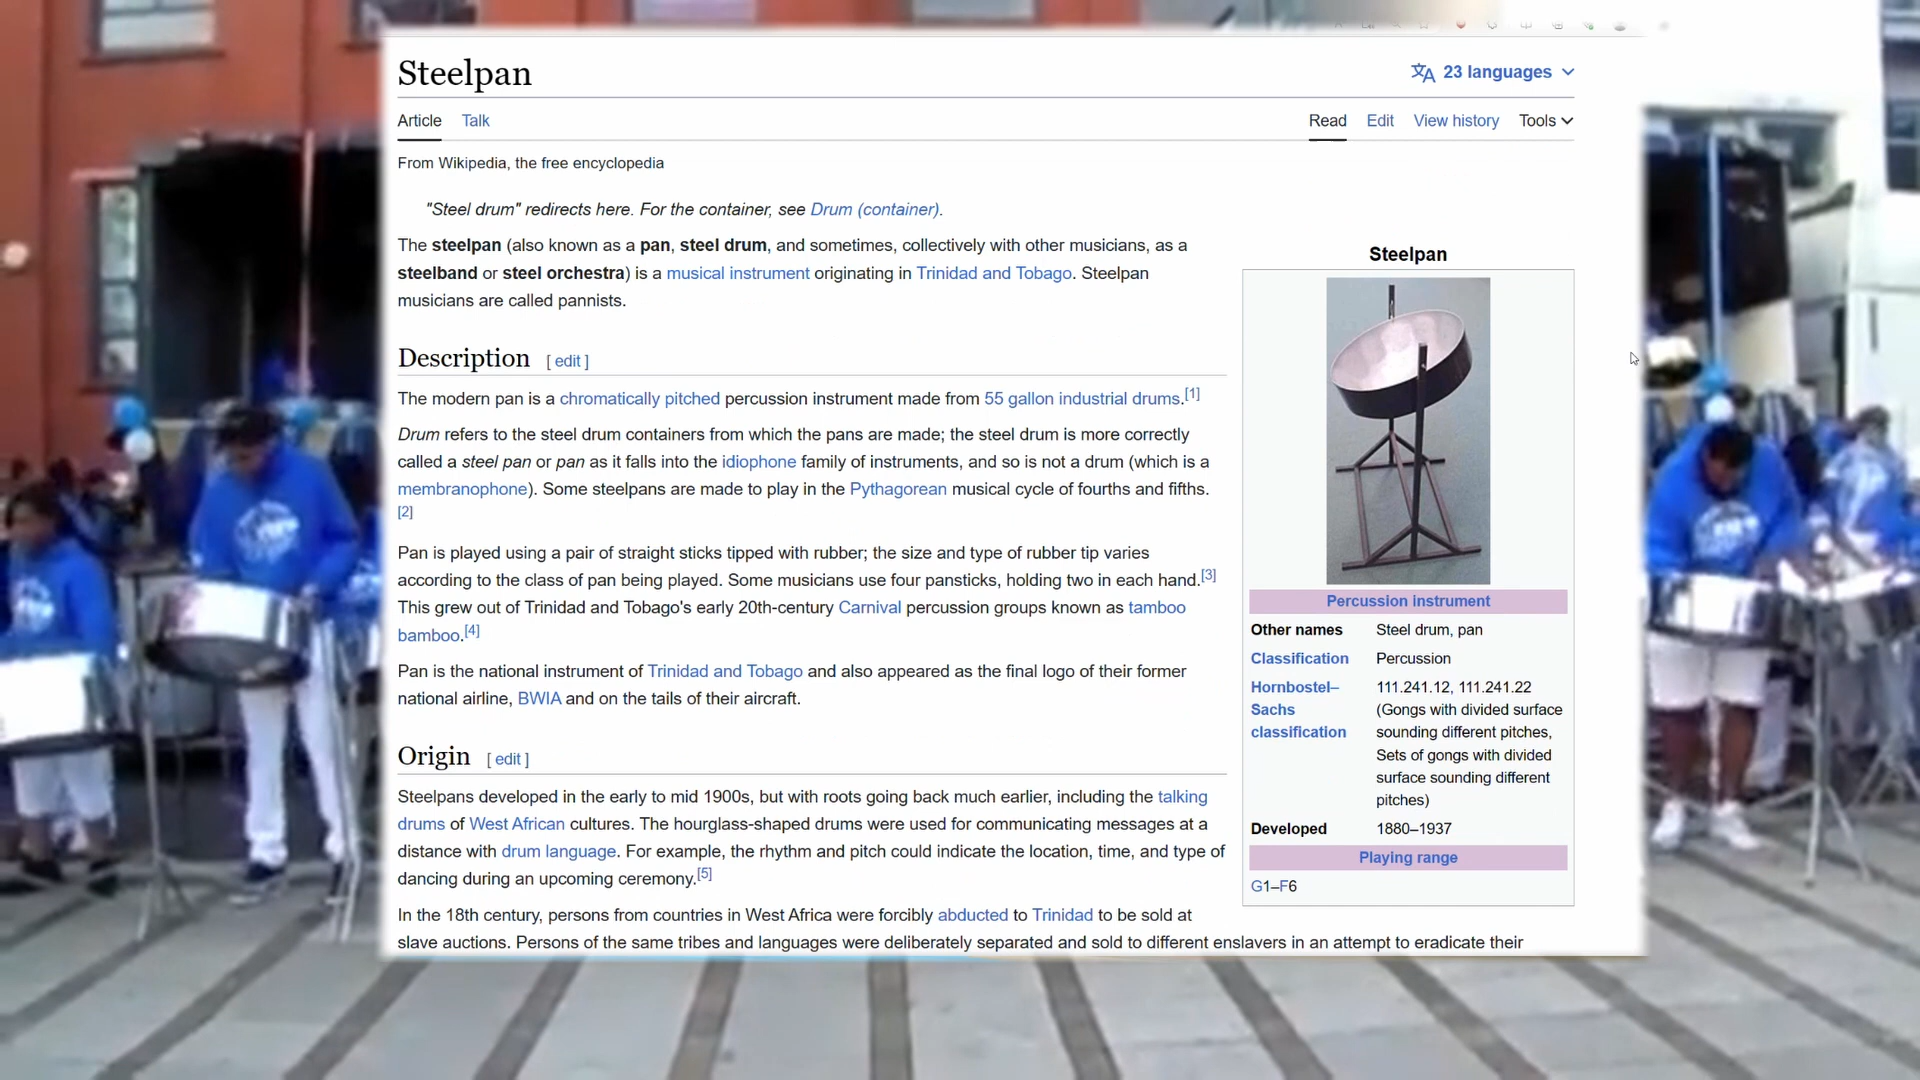 Steelpan
23 languages
Article Talk
Read Edit View history Tools
From Wikipedia, the free encyclopedia
"Steel drum" redirects here. For the container, see Drum (container).
The steelpan (also known as a pan, steel drum, and sometimes, collectively with other musicians, as a
steelband or steel orchestra) is a musical instrument originating in Trinidad and Tobago. Steelpan
musicians are called pannists.
Description [ edit ]
The modern pan is a chromatically pitched percussion instrument made from 55 gallon industrial drums.[1]
Drum refers to the steel drum containers from which the pans are made; the steel drum is more correctly
called a steel pan or pan as it falls into the idiophone family of instruments, and so is not a drum (which is a
membranophone). Some steelpans are made to play in the Pythagorean musical cycle of fourths and fifths.
[2]
Pan is played using a pair of straight sticks tipped with rubber; the size and type of rubber tip varies
according to the class of pan being played. Some musicians use four pansticks, holding two in each hand.[3]
This grew out of Trinidad and Tobago's early 20th-century Carnival percussion groups known as tamboo
bamboo.[4]
Pan is the national instrument of Trinidad and Tobago and also appeared as the final logo of their former
national airline, BWIA and on the tails of their aircraft.
Origin [ edit ]
Steelpans developed in the early to mid 1900s, but with roots going back much earlier, including the talking
drums of West African cultures. The hourglass-shaped drums were used for communicating messages at a
distance with drum language. For example, the rhythm and pitch could indicate the location, time, and type of
dancing during an upcoming ceremony.[5]
In the 18th century, persons from countries in West Africa were forcibly abducted to Trinidad to be sold at
slave auctions. Persons of the same tribes and languages were deliberately separated and sold to different enslavers in an attempt to eradicate their
Steelpan
Percussion instrument
Other names Steel drum, pan
Classification Percussion
Hornbostel– 111.241.12, 111.241.22
Sachs (Gongs with divided surface
classification sounding different pitches,
Sets of gongs with divided
surface sounding different
pitches)
Developed 1880–1937
Playing range
G1–F6